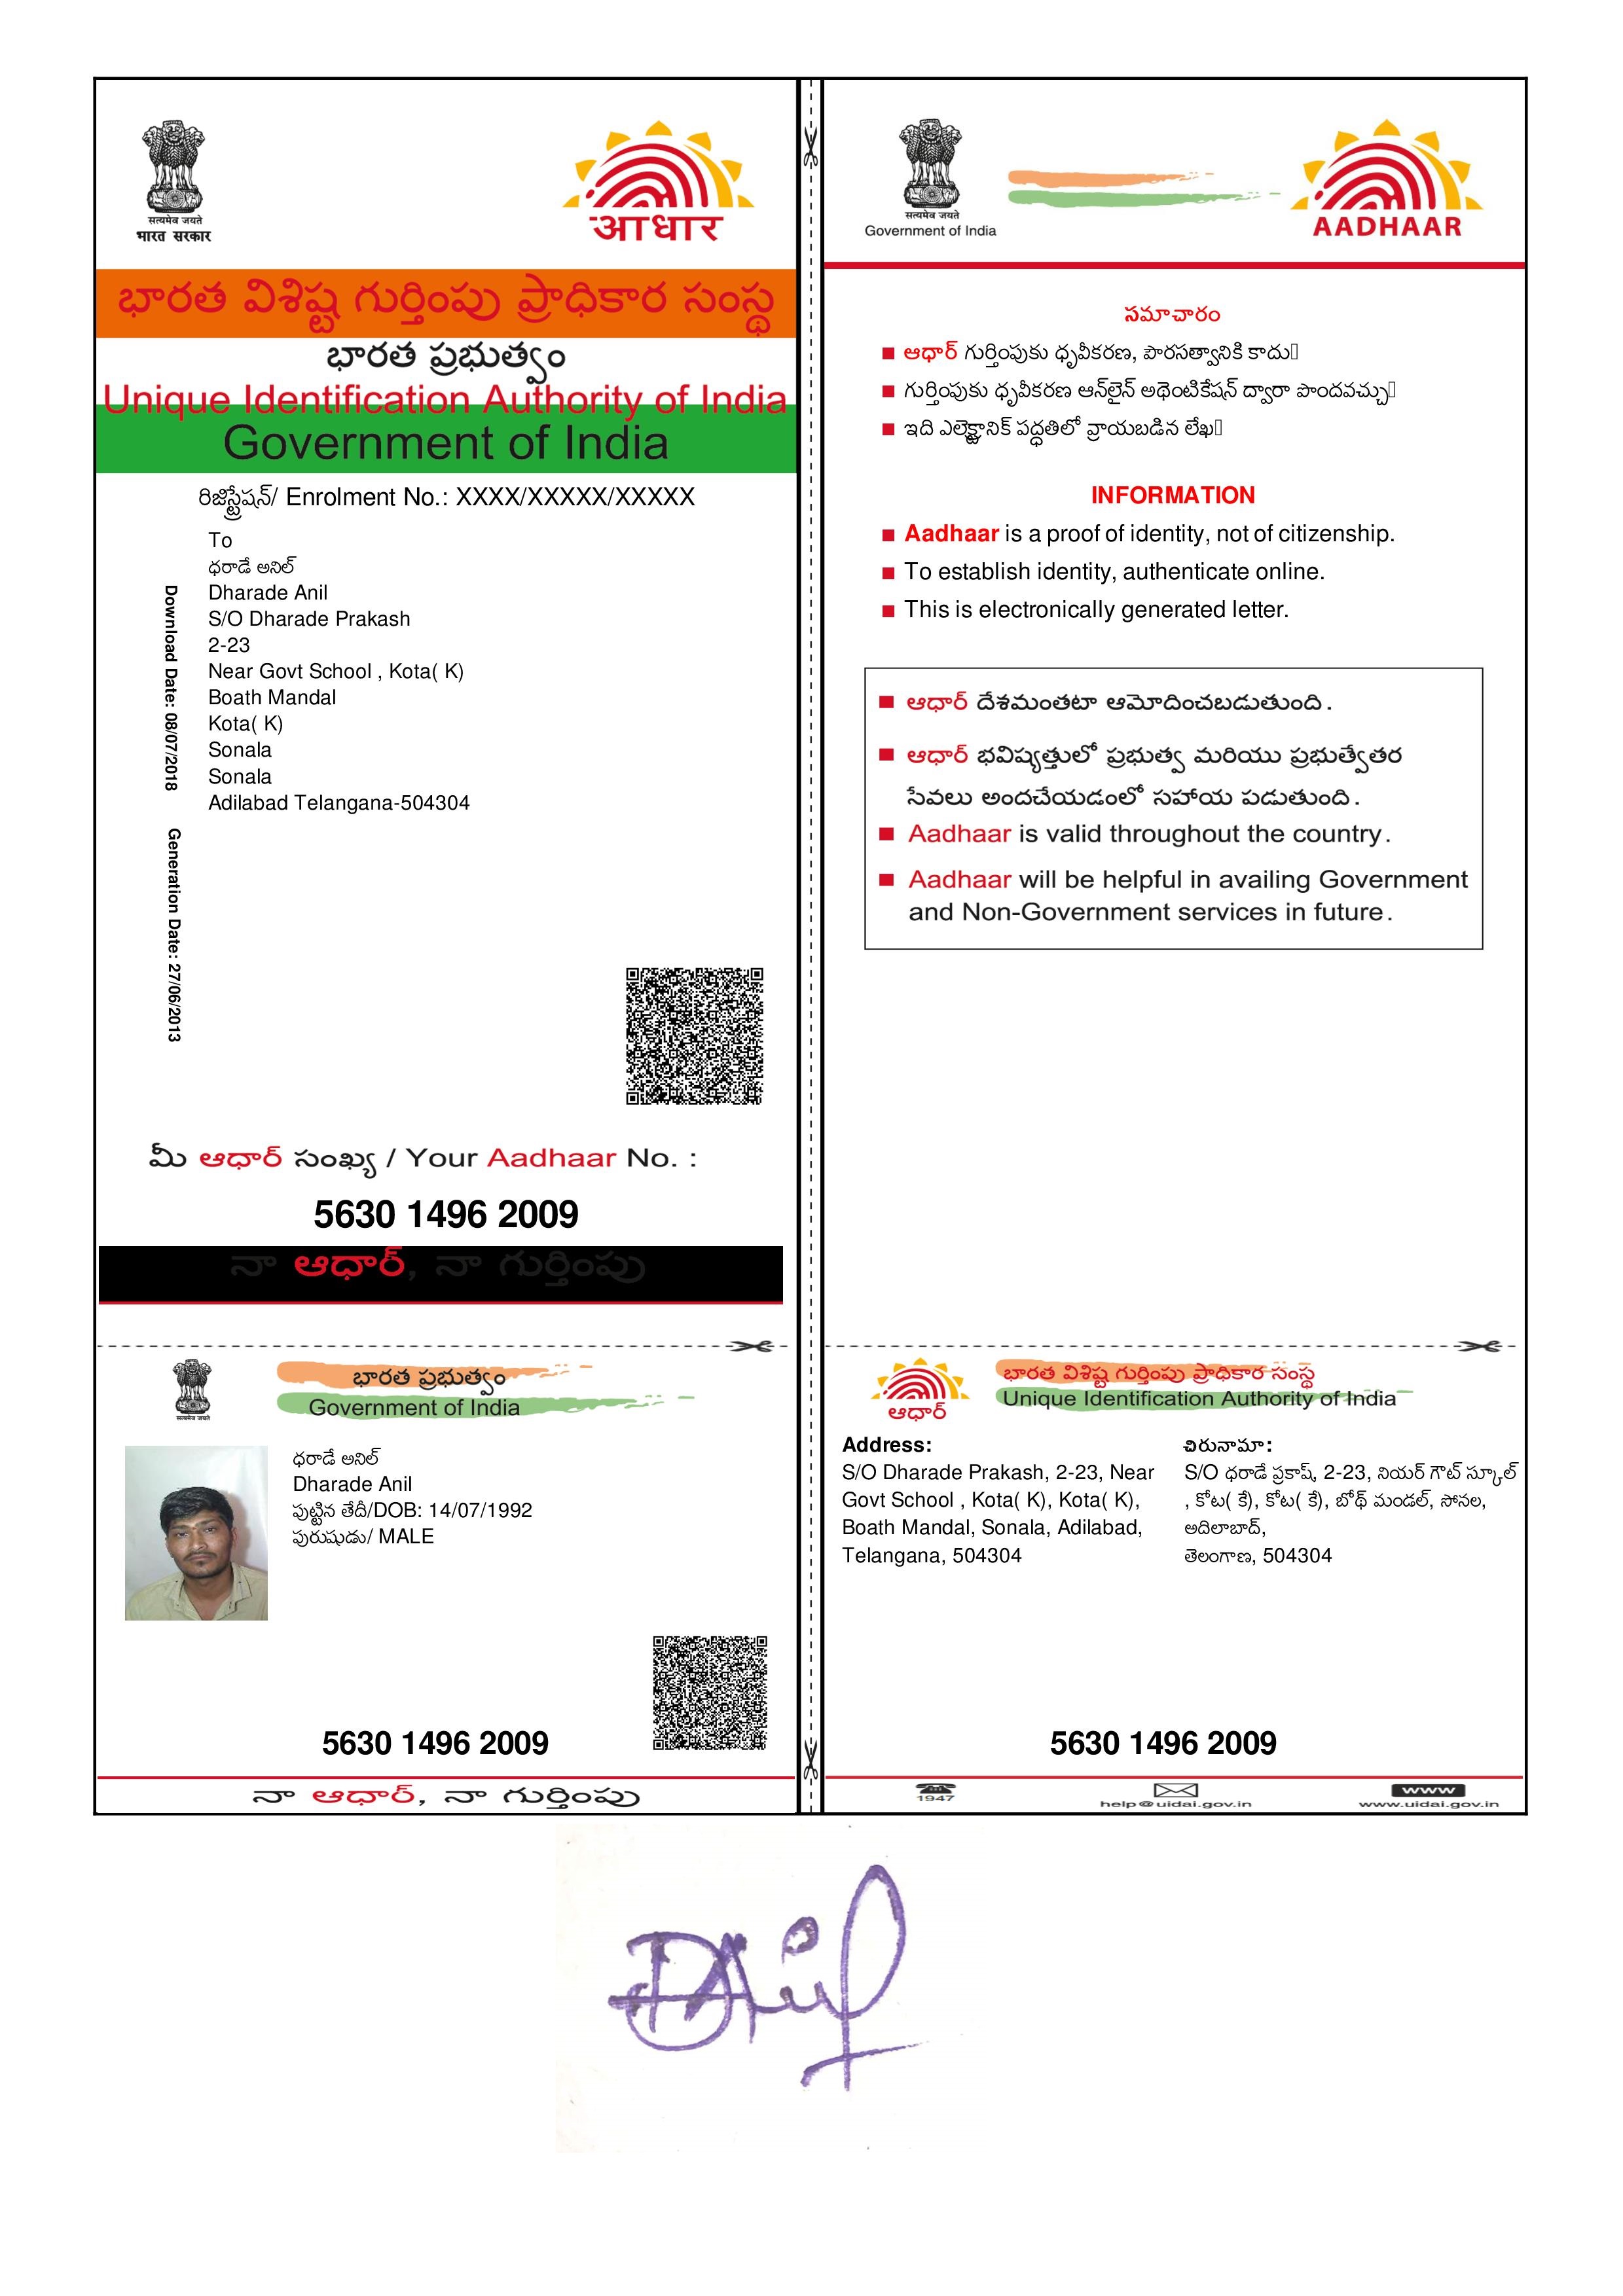 सत्यमेव जयते
भारत सरकार
आधार
భారత విశిష్ట గుర్తింపు ప్రాధికార సంస్థ
భారత ప్రభుత్వం
Unique Identification Authority of India
Government of India
రిజిస్ట్రేషన్/ Enrolment No.: XXXX/XXXXX/XXXXX
To
ధరాడే అనిల్
Dharade Anil
S/O Dharade Prakash
2-23
Near Govt School , Kota( K)
Boath Mandal
Kota( K)
Sonala
Sonala
Adilabad Telangana-504304
Download Date: 08/07/2018
Generation Date: 27/06/2013
మీ ఆధార్ సంఖ్య / Your Aadhaar No. :
5630 1496 2009
నా ఆధార్, నా గుర్తింపు
सत्यमेव जयते
Government of India
AADHAAR
సమాచారం
ఆధార్ గుర్తింపుకు ధృవీకరణ, పౌరసత్వానికి కాదు
గుర్తింపుకు ధృవీకరణ ఆన్‌లైన్ అథెంటికేషన్ ద్వారా పొందవచ్చు
ఇది ఎలెక్ట్రానిక్ పద్ధతిలో వ్రాయబడిన లేఖ
INFORMATION
Aadhaar is a proof of identity, not of citizenship.
To establish identity, authenticate online.
This is electronically generated letter.
ఆధార్ దేశమంతటా ఆమోదించబడుతుంది.
ఆధార్ భవిష్యత్తులో ప్రభుత్వ మరియు ప్రభుత్వేతర
సేవలు అందచేయడంలో సహాయ పడుతుంది.
Aadhaar is valid throughout the country.
Aadhaar will be helpful in availing Government
and Non-Government services in future.
सत्यमेव जयते
భారత ప్రభుత్వం
Government of India
ధరాడే అనిల్
Dharade Anil
పుట్టిన తేదీ/DOB: 14/07/1992
పురుషుడు/ MALE
5630 1496 2009
నా ఆధార్, నా గుర్తింపు
ఆధార్
భారత విశిష్ట గుర్తింపు ప్రాధికార సంస్థ
Unique Identification Authority of India
Address:
S/O Dharade Prakash, 2-23, Near
Govt School , Kota( K), Kota( K),
Boath Mandal, Sonala, Adilabad,
Telangana, 504304
చిరునామా:
S/O ధరాడే ప్రకాష్, 2-23, నియర్ గౌట్ స్కూల్
, కోట( కే), కోట( కే), బోథ్ మండల్, సోనల,
అదిలాబాద్,
తెలంగాణ, 504304
5630 1496 2009
1947
help@uidai.gov.in
www
www.uidai.gov.in
DAnil